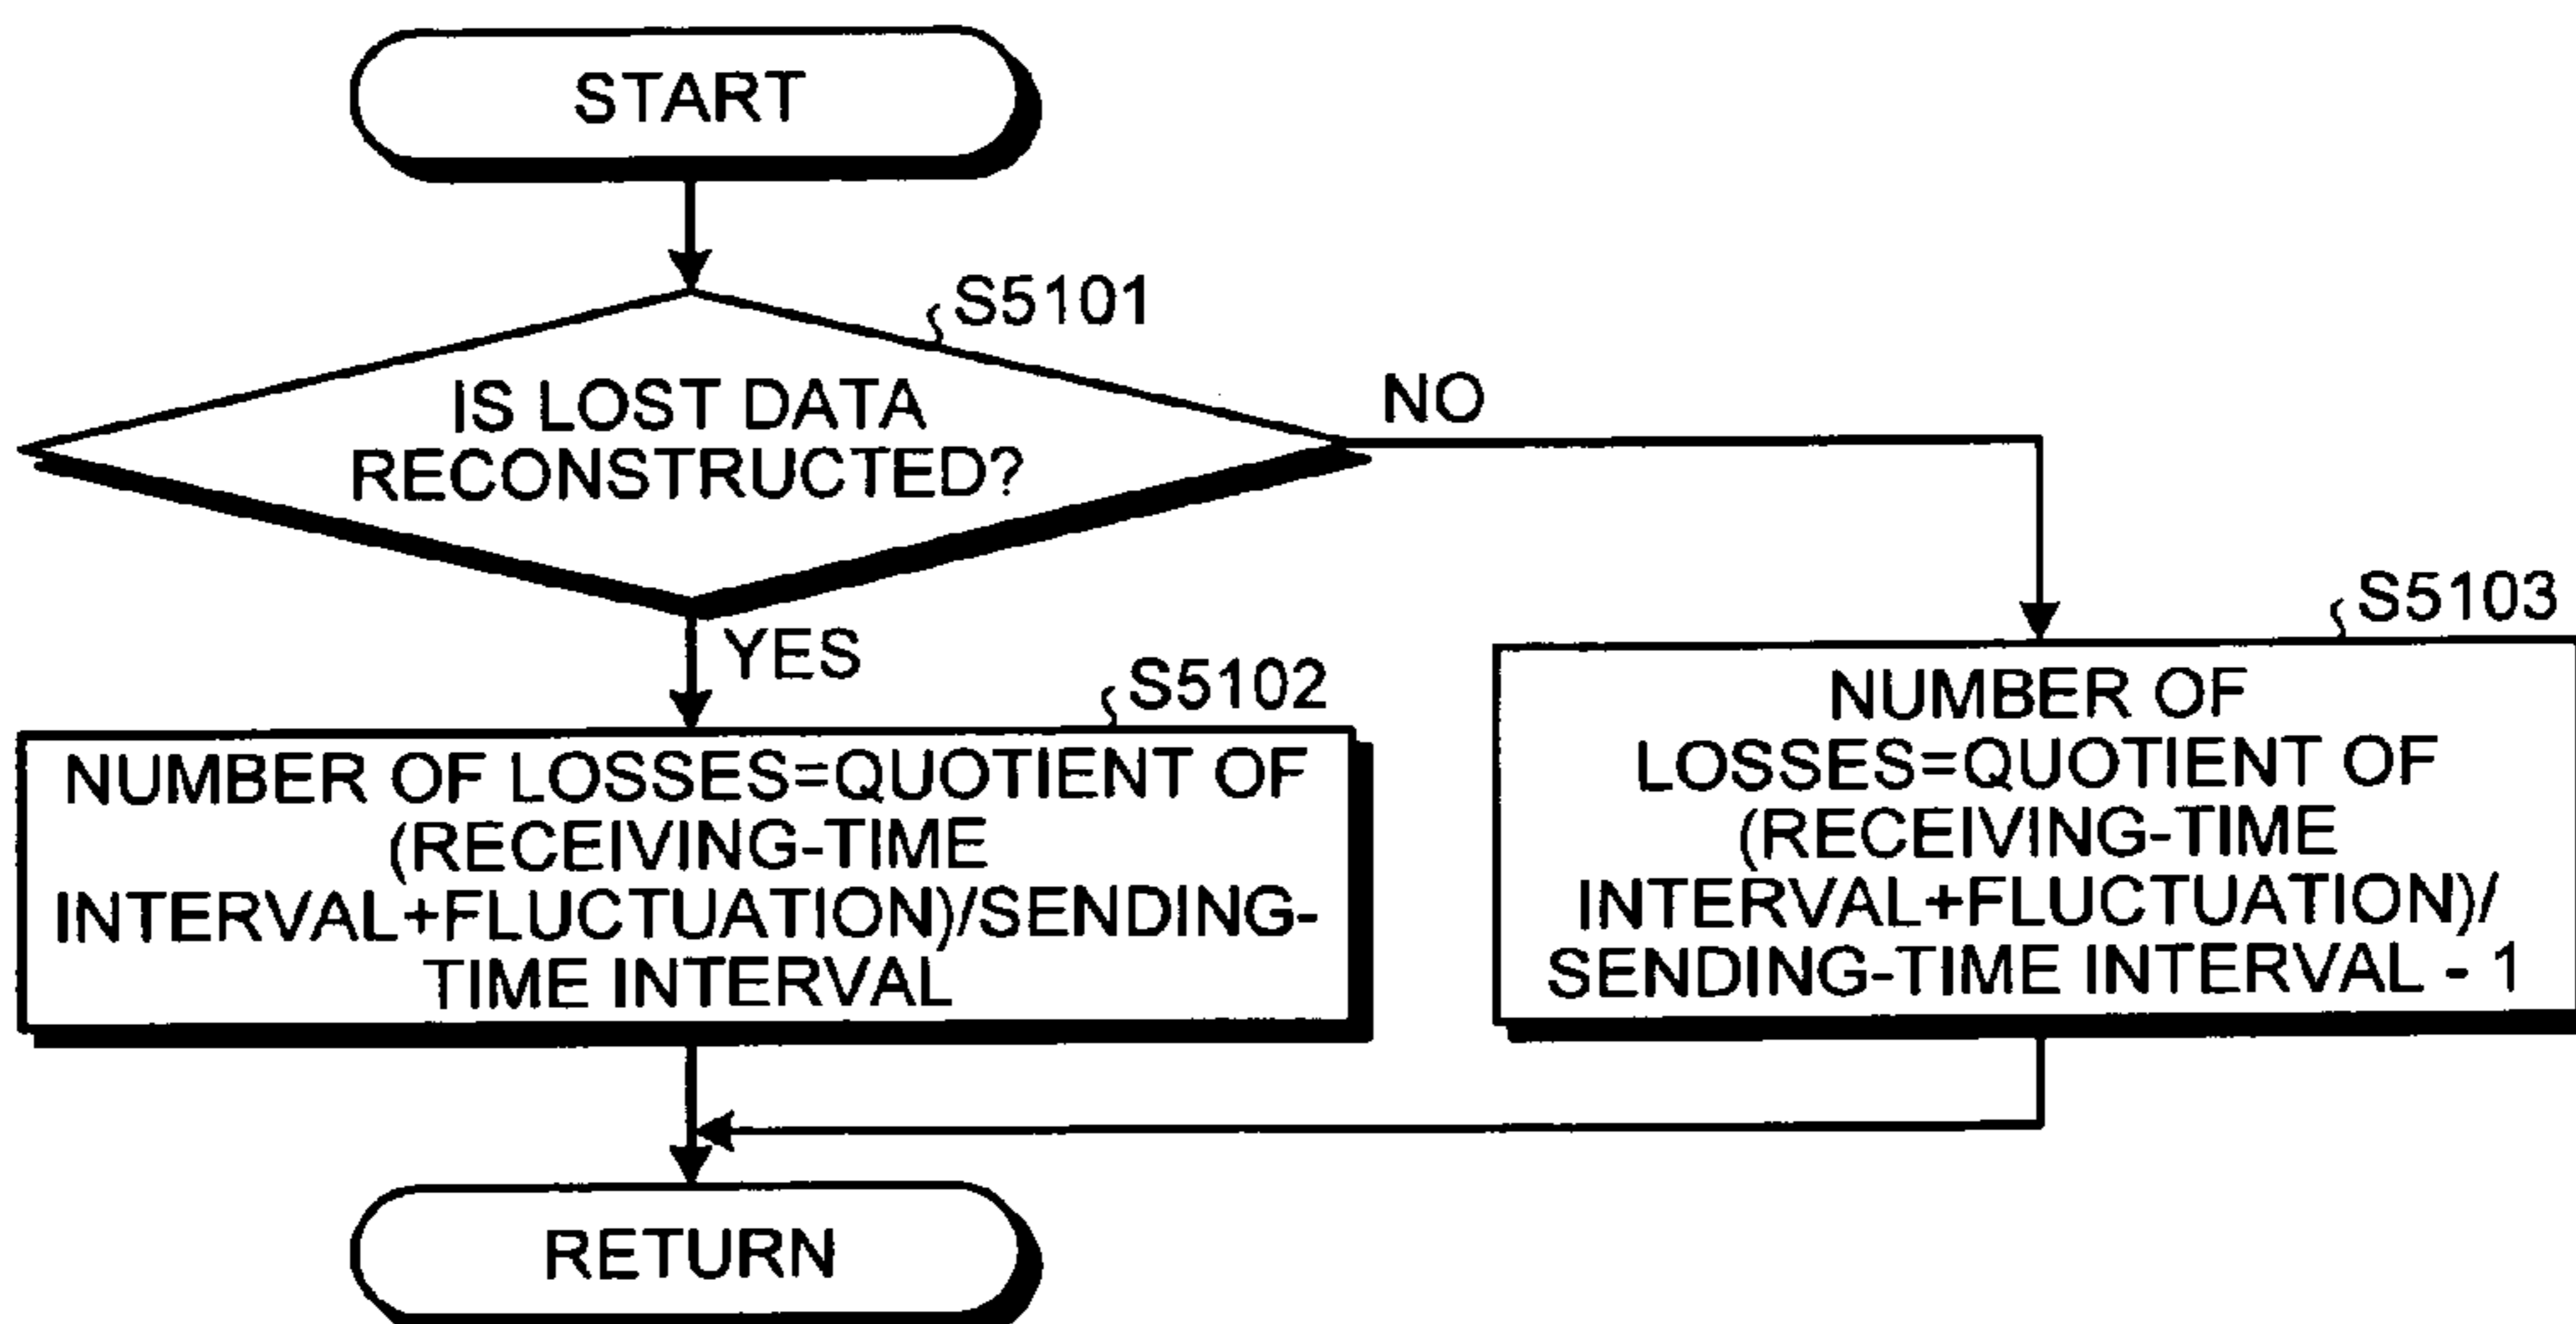 START
S5101
IS LOST DATA
RECONSTRUCTED?
NO
YES
S5102
NUMBER OF LOSSES=QUOTIENT OF
(RECEIVING-TIME
INTERVAL+FLUCTUATION)/SENDING-
TIME INTERVAL
S5103
NUMBER OF
LOSSES=QUOTIENT OF
(RECEIVING-TIME
INTERVAL+FLUCTUATION)/
SENDING-TIME INTERVAL - 1
RETURN